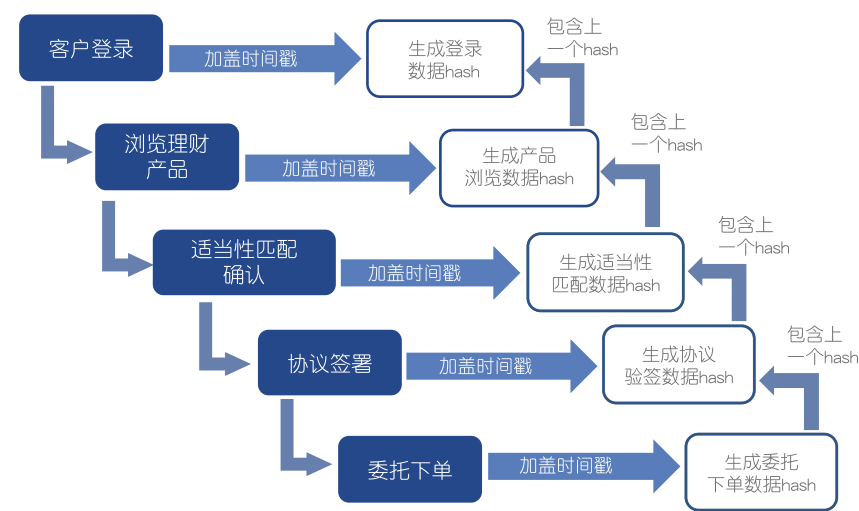 客户登录
加盖时间戳
生成登录
数据hash
包含上
一个hash
浏览理财
产品
加盖时间戳
生成产品
浏览数据hash
包含上
一个hash
适当性匹配
确认
加盖时间戳
生成适当性
匹配数据hash
包含上
一个hash
协议签署
加盖时间戳
生成协议
验签数据hash
包含上
一个hash
委托下单
加盖时间戳
生成委托
下单数据hash